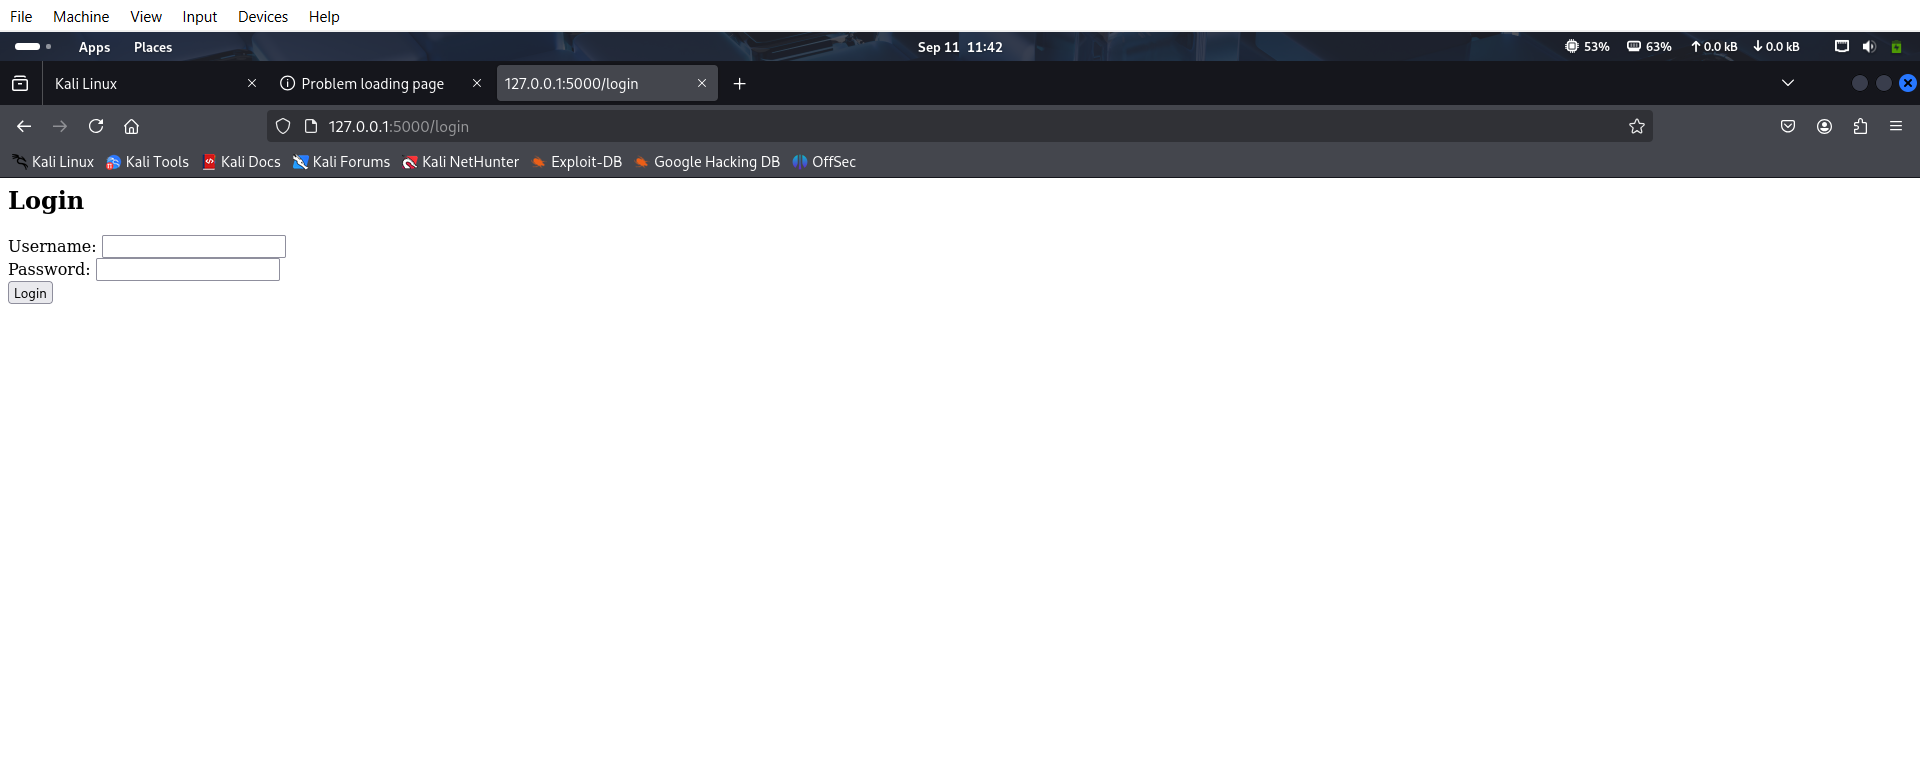 File Machine View Input Devices Help
Apps Places Sep 11 11:42 53% 63% 0.0 kB 0.0 kB
Kali Linux Problem loading page 127.0.0.1:5000/login
127.0.0.1:5000/login
Kali Linux Kali Tools Kali Docs Kali Forums Kali NetHunter Exploit-DB Google Hacking DB OffSec
Login
Username:
Password:
Login